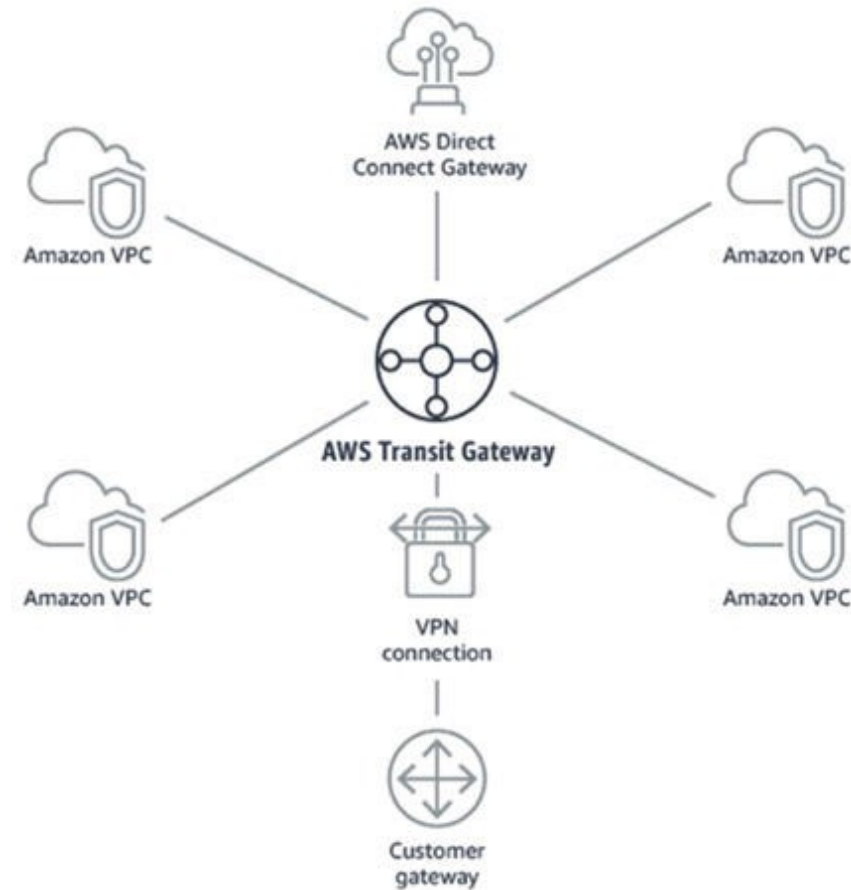 AWS Direct
Connect Gateway
Amazon VPC
Amazon VPC
AWS Transit Gateway
Amazon VPC
Amazon VPC
VPN
connection
Customer
gateway